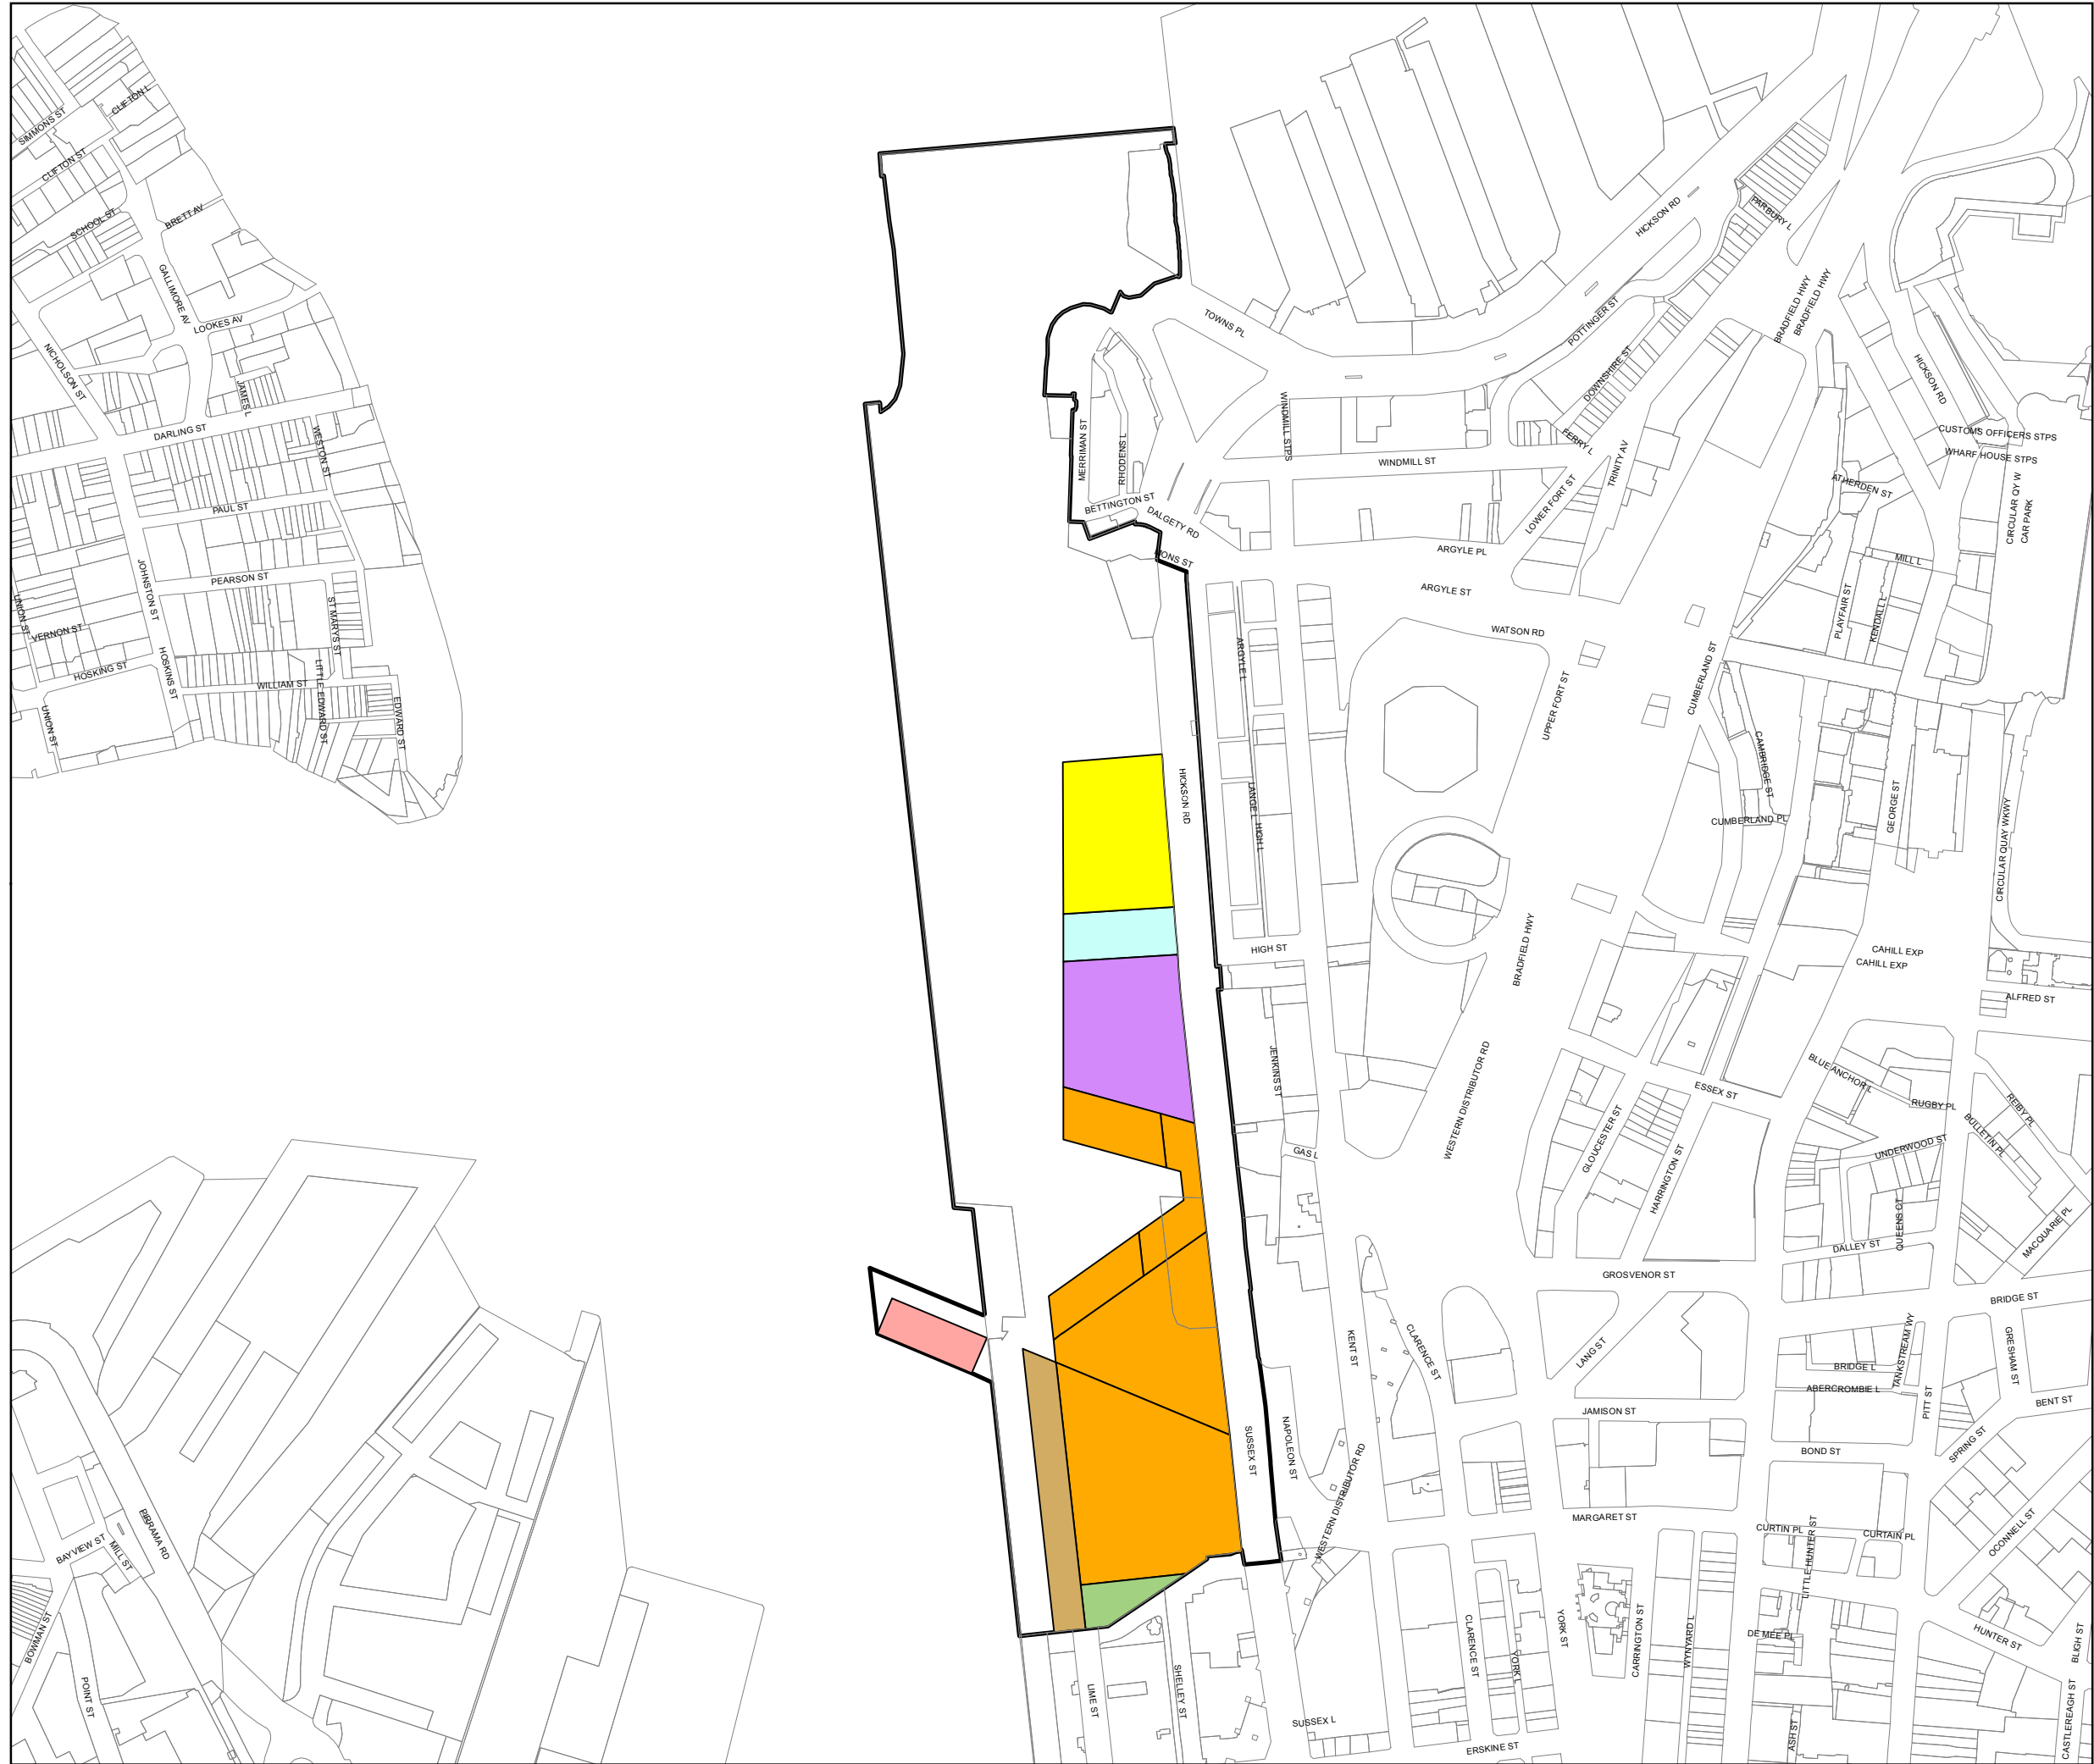 SIMMONS ST
CLIFTON L
CLIFTON ST
SCHOOL ST
BRETT AV
GALLIMORE AV
LOOKES AV
NICHOLSON ST
JAMES L
DARLING ST
WESTON ST
PAUL ST
JOHNSTON ST
PEARSON ST
UNION ST
VERNON ST
HOSKING ST
HOSKINS ST
ST MARYS ST
WILLIAM ST
LITTLE EDWARD ST
EDWARD ST
UNION ST
HICKSON RD
PARBURY L
BRADFIELD HWY
BRADFIELD HWY
TOWNS PL
POTTINGER ST
DOWNSHIRE ST
HICKSON RD
WINDMILL STPS
FERRY L
CUSTOMS OFFICERS STPS
WHARF HOUSE STPS
MERRIMAN ST
RHODENS L
WINDMILL ST
TRINITY AV
ATHERDEN ST
CIRCULAR QY W
CAR PARK
BETTINGTON ST
DALGETY RD
LOWER FORT ST
MONS ST
ARGYLE PL
MILL L
ARGYLE ST
PLAYFAIR ST
KENDALL L
WATSON RD
ARGYLE L
UPPER FORT ST
CUMBERLAND ST
CAMBRIDGE ST
HICKSON RD
LANCE L
HIGH L
CUMBERLAND PL
GEORGE ST
CIRCULAR QUAY WKWY
HIGH ST
BRADFIELD HWY
CAHILL EXP
CAHILL EXP
ALFRED ST
JENKINS ST
WESTERN DISTRIBUTOR RD
BLUE ANCHOR L
ESSEX ST
RUGBY PL
REIBY PL
GLOUCESTER ST
HARRINGTON ST
BULLETIN PL
UNDERWOOD ST
GAS L
QUEENS CT
MACQUARIE PL
DALLEY ST
GROSVENOR ST
BRIDGE ST
KENT ST
CLARENCE ST
LANG ST
BRIDGE L
TANKSTREAM WY
GRESHAM ST
ABERCROMBIE L
PITT ST
BENT ST
JAMISON ST
SUSSEX ST
NAPOLEON ST
BOND ST
SPRING ST
WESTERN DISTRIBUTOR RD
MARGARET ST
CURTIN PL
LITTLE HUNTER ST
CURTAIN PL
OCONNELL ST
PIRRAMA RD
BAYVIEW ST
MILL ST
BOWMAN ST
POINT ST
LIME ST
SHELLEY ST
SUSSEX L
CLARENCE ST
YORK L
YORK ST
CARRINGTON ST
WYNYARD L
DE MEE PL
ASH ST
HUNTER ST
BLIGH ST
CASTLEREAGH ST
ERSKINE ST